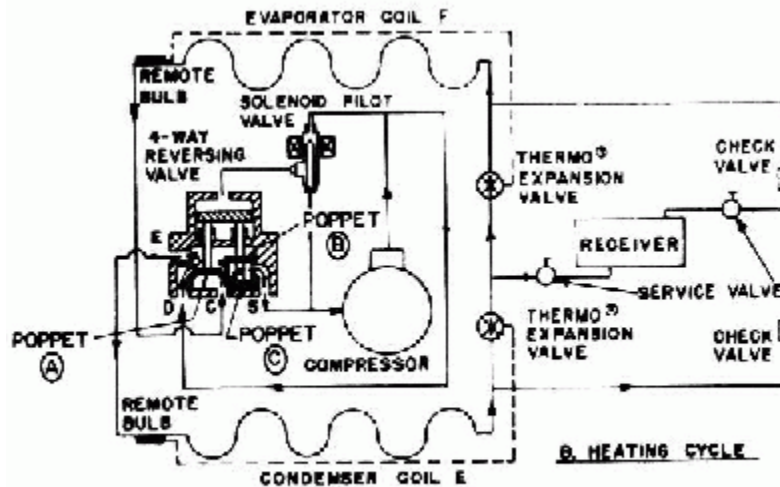 EVAPORATOR COIL F
REMOTE
BULB
SOLENOID PILOT
VALVE
4-WAY
REVERSING
VALVE
THERMO®
EXPANSION
VALVE
CHECK
VALVE
POPPET
B
E
RECEIVER
D
C
S
SERVICE VALVE
POPPET
A
POPPET
C
COMPRESSOR
THERMO®
EXPANSION
VALVE
CHECK
VALVE
REMOTE
BULB
B. HEATING CYCLE
CONDENSER COIL E